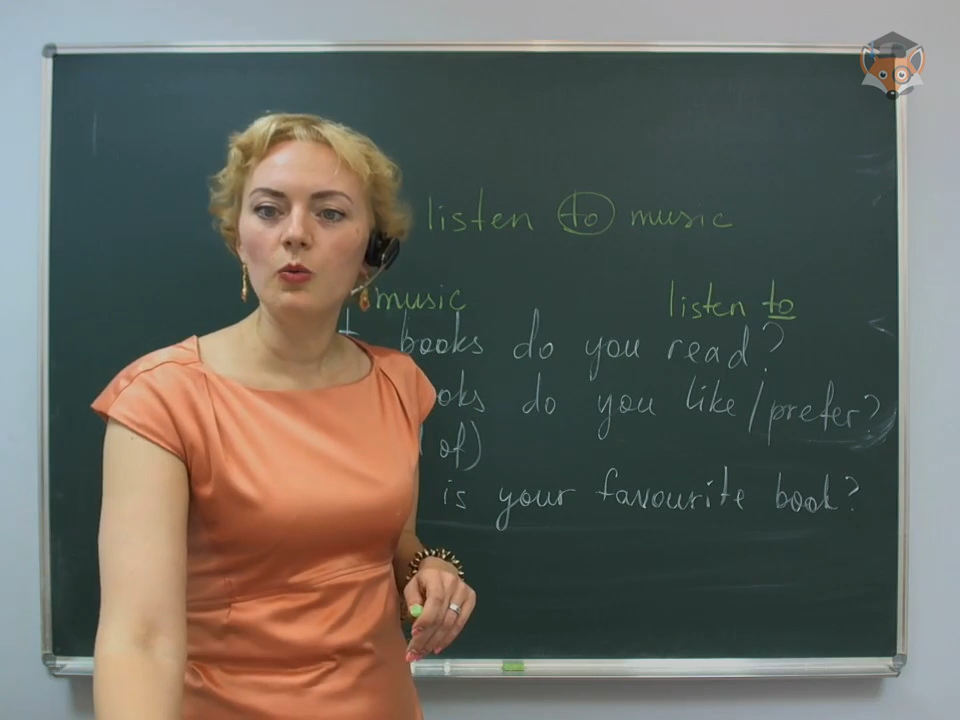 listen to music
music listen to
books do you read?
do you like/prefer?
of)
is your favourite book?